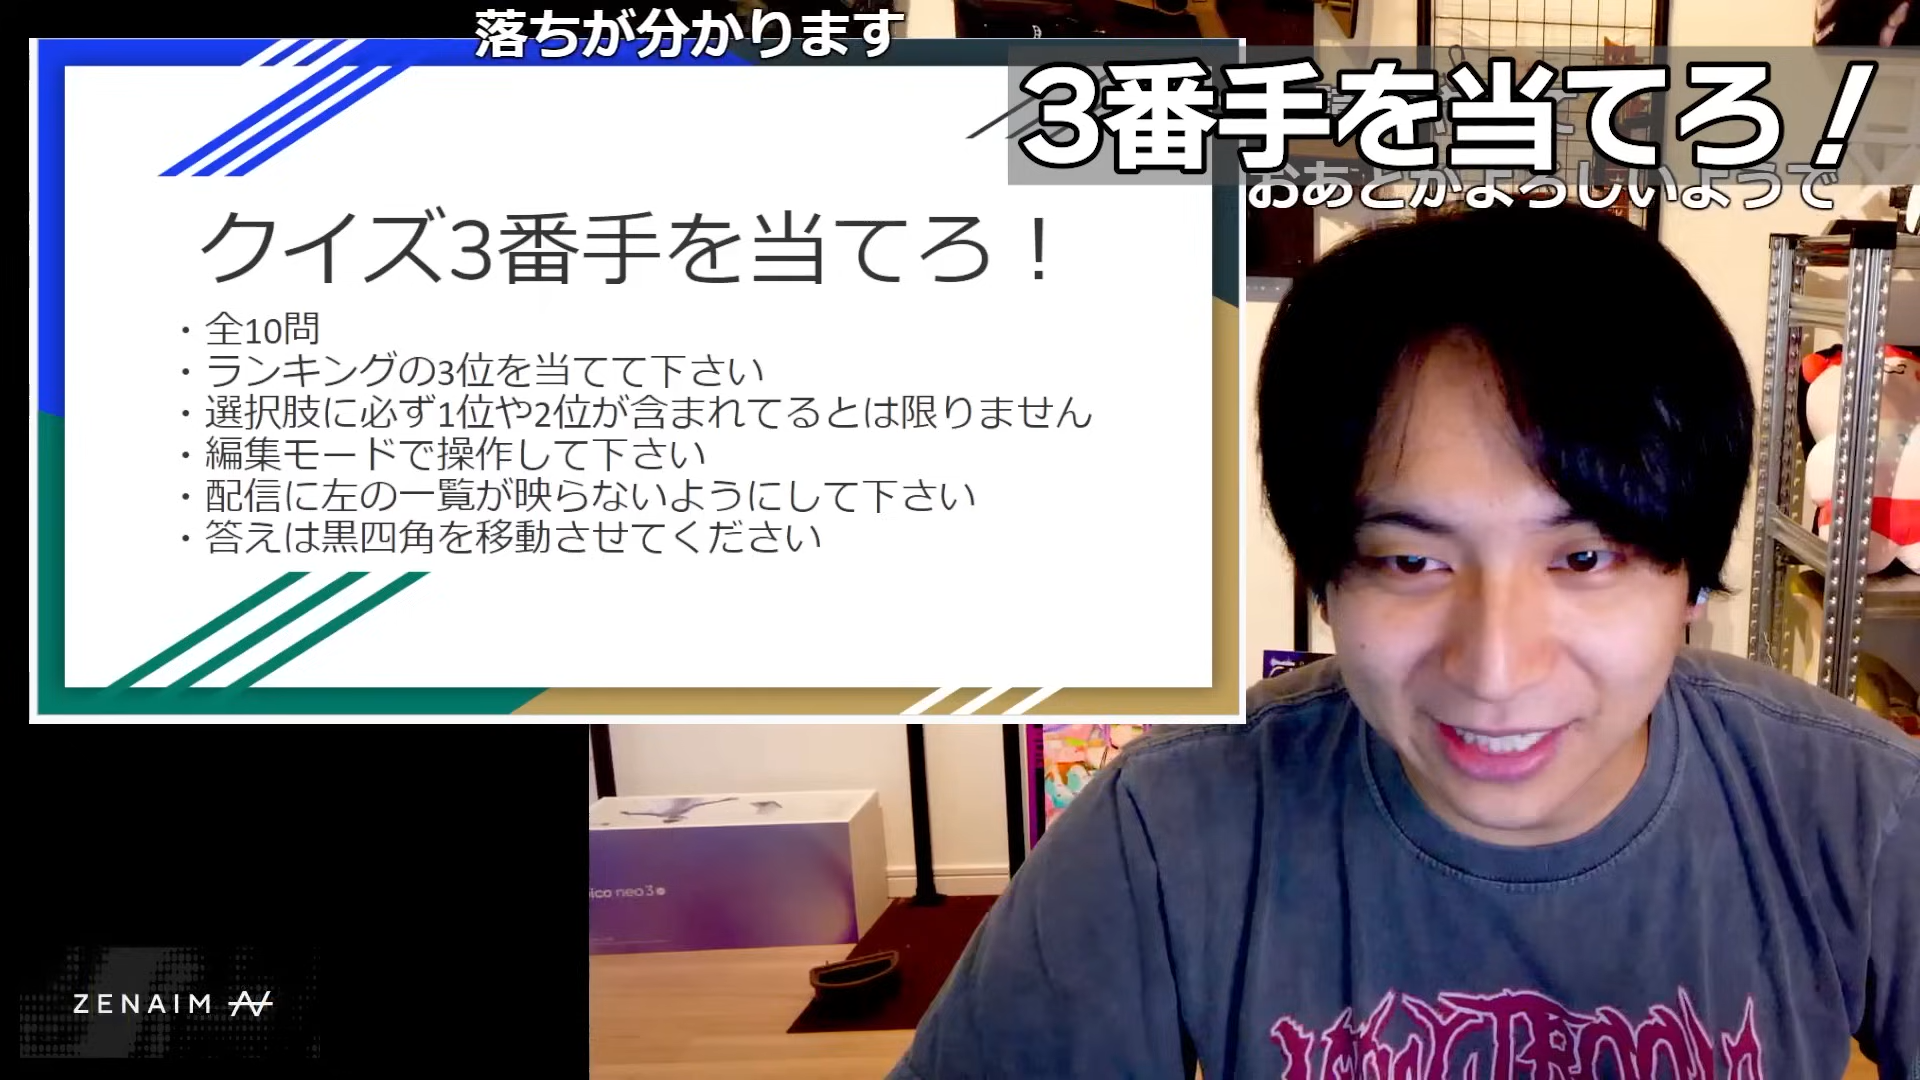 落ちが分かります
3番手を当てろ!
おあとがよろしいようで
クイズ3番手を当てろ!
・全10問
・ランキングの3位を当てて下さい
・選択肢に必ず1位や2位が含まれてるとは限りません
・編集モードで操作して下さい
・配信に左の一覧が映らないようにして下さい
・答えは黒四角を移動させてください
pico neo3
ZENAIM